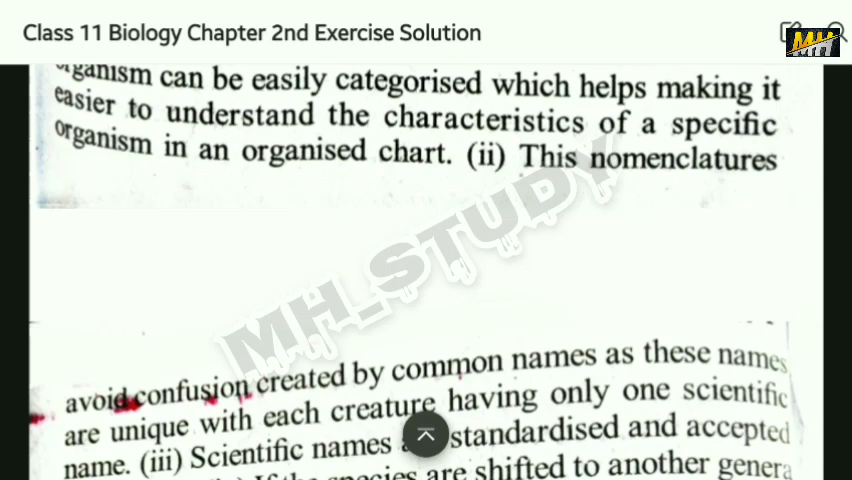 Class 11 Biology Chapter 2nd Exercise Solution
MH
organism can be easily categorised which helps making it
easier to understand the characteristics of a specific
organism in an organised chart. (ii) This nomenclatures
MH_STUDY
avoid confusion created by common names as these names
are unique with each creature having only one scientific
name. (iii) Scientific names standardised and accepted
If the species are shifted to another genera